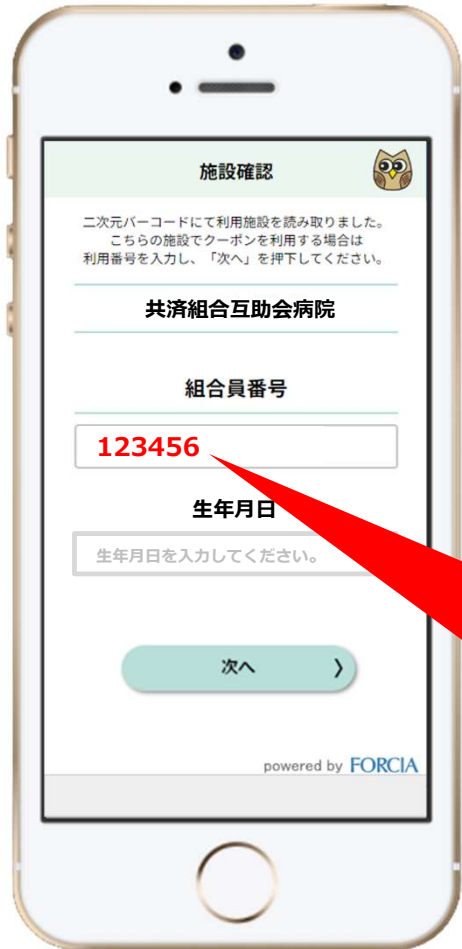 施設確認
二次元バーコードにて利用施設を読み取りました。
こちらの施設でクーポンを利用する場合は
利用番号を入力し、「次へ」を押下してください。
共済組合互助会病院
組合員番号
123456
生年月日
生年月日を入力してください。
次へ 〉
powered by FORCIA